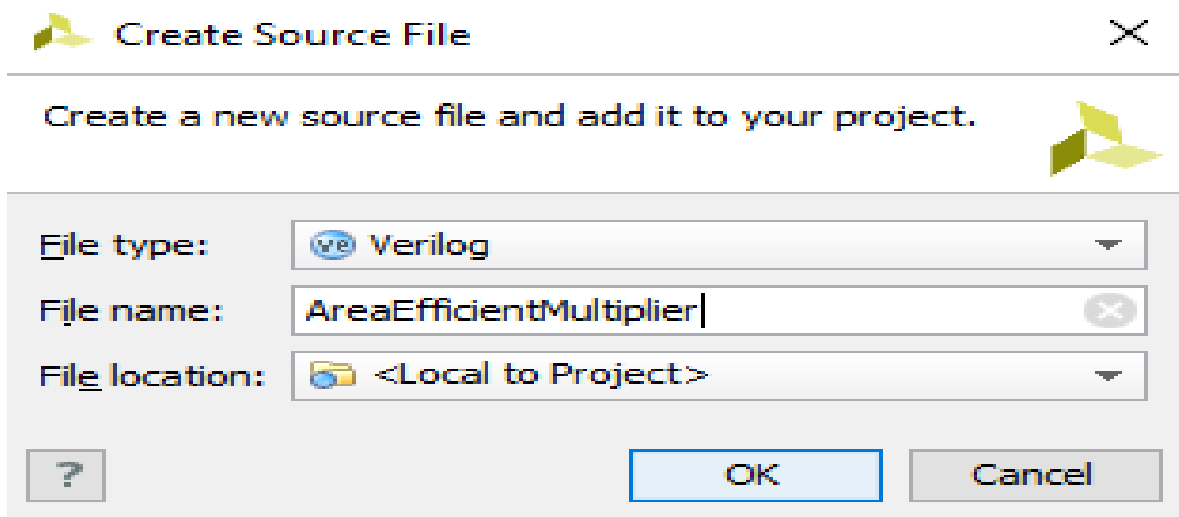 Create Source File
Create a new source file and add it to your project.
File type: ve Verilog
File name: AreaEfficientMultiplier
File location: <Local to Project>
? OK Cancel